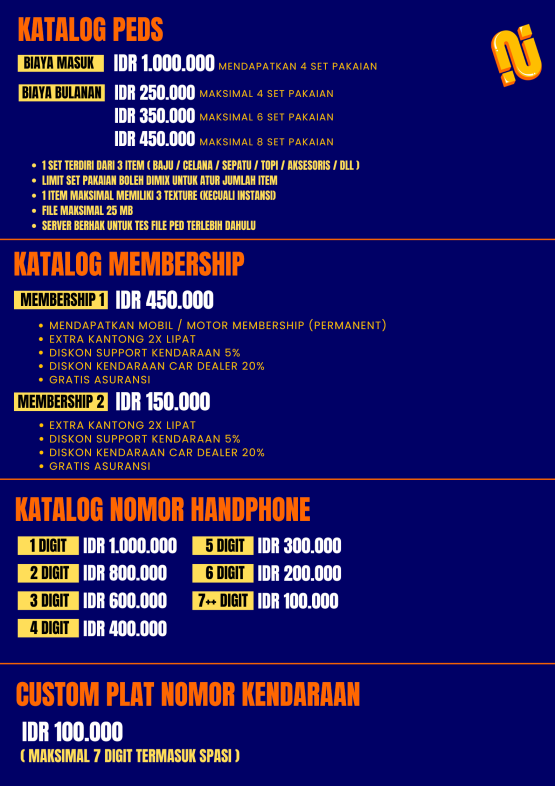 KATALOG PEDS
BIAYA MASUK IDR 1.000.000 MENDAPATKAN 4 SET PAKAIAN
BIAYA BULANAN IDR 250.000 MAKSIMAL 4 SET PAKAIAN
IDR 350.000 MAKSIMAL 6 SET PAKAIAN
IDR 450.000 MAKSIMAL 8 SET PAKAIAN
• 1 SET TERDIRI DARI 3 ITEM ( BAJU / CELANA / SEPATU / TOPI / AKSESORIS / DLL )
• LIMIT SET PAKAIAN BOLEH DIMIX UNTUK ATUR JUMLAH ITEM
• 1 ITEM MAKSIMAL MEMILIKI 3 TEXTURE (KECUALI INSTANSI)
• FILE MAKSIMAL 25 MB
• SERVER BERHAK UNTUK TES FILE PED TERLEBIH DAHULU
KATALOG MEMBERSHIP
MEMBERSHIP 1 IDR 450.000
• MENDAPATKAN MOBIL / MOTOR MEMBERSHIP (PERMANENT)
• EXTRA KANTONG 2X LIPAT
• DISKON SUPPORT KENDARAAN 5%
• DISKON KENDARAAN CAR DEALER 20%
• GRATIS ASURANSI
MEMBERSHIP 2 IDR 150.000
• EXTRA KANTONG 2X LIPAT
• DISKON SUPPORT KENDARAAN 5%
• DISKON KENDARAAN CAR DEALER 20%
• GRATIS ASURANSI
KATALOG NOMOR HANDPHONE
1 DIGIT IDR 1.000.000 5 DIGIT IDR 300.000
2 DIGIT IDR 800.000 6 DIGIT IDR 200.000
3 DIGIT IDR 600.000 7++ DIGIT IDR 100.000
4 DIGIT IDR 400.000
CUSTOM PLAT NOMOR KENDARAAN
IDR 100.000
( MAKSIMAL 7 DIGIT TERMASUK SPASI )